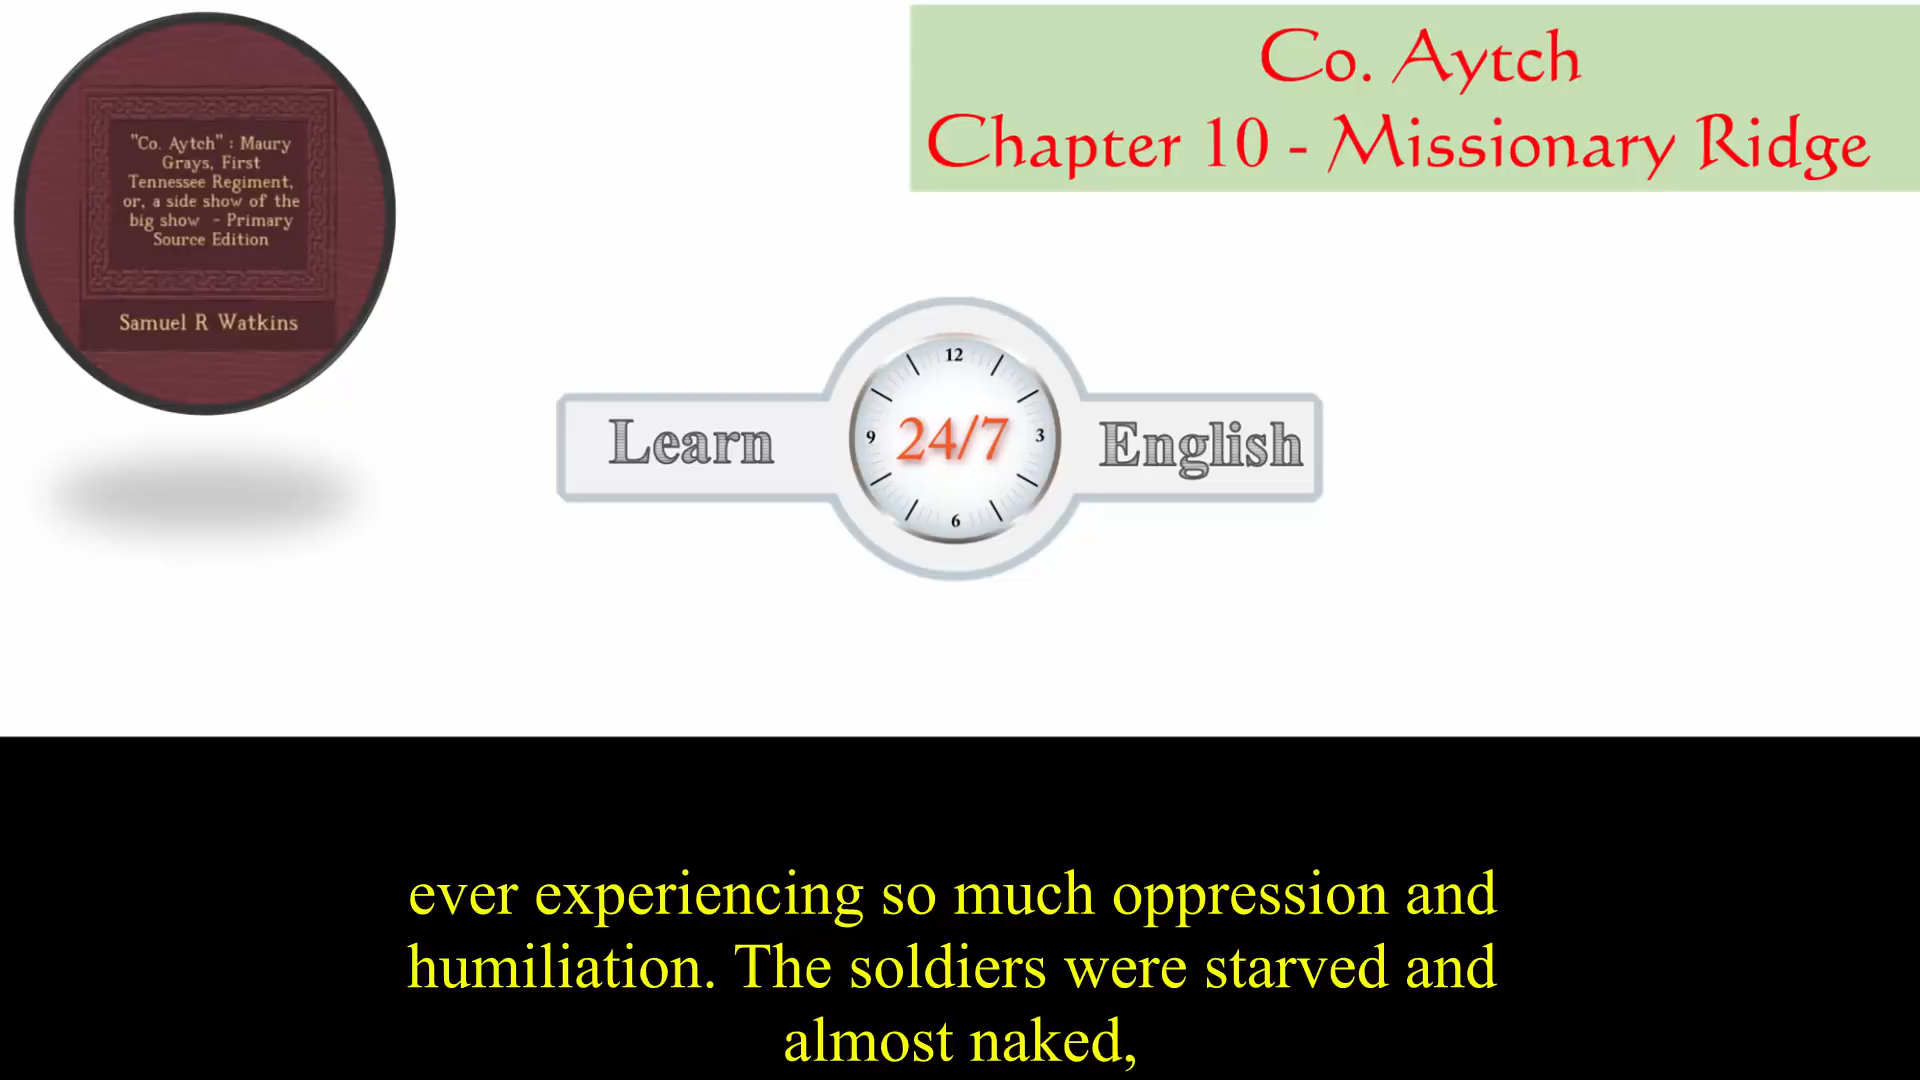 "Co. Aytch" : Maury
Grays, First
Tennessee Regiment,
or, a side show of the
big show - Primary
Source Edition
Samuel R Watkins
Co. Aytch
Chapter 10 - Missionary Ridge
Learn
24/7
English
12
3
6
9
ever experiencing so much oppression and
humiliation. The soldiers were starved and
almost naked,